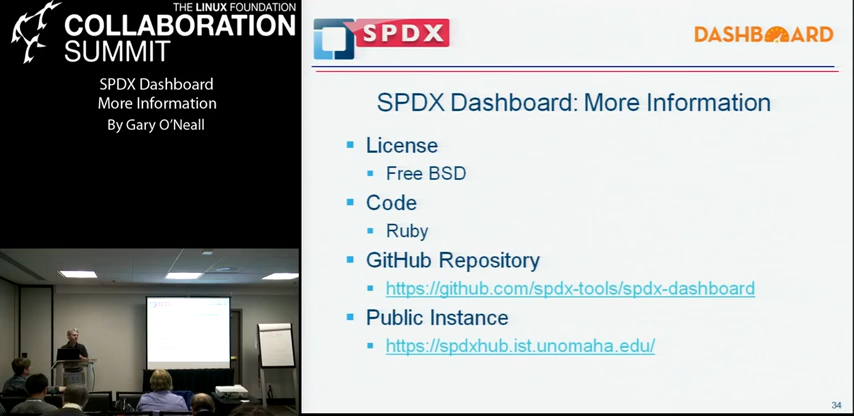 THE LINUX FOUNDATION
COLLABORATION
SUMMIT
SPDX Dashboard
More Information
By Gary O'Neall
SPDX
DASHBOARD
SPDX Dashboard: More Information
License
Free BSD
Code
Ruby
GitHub Repository
https://github.com/spdx-tools/spdx-dashboard
Public Instance
https://spdxhub.ist.unomaha.edu/
34